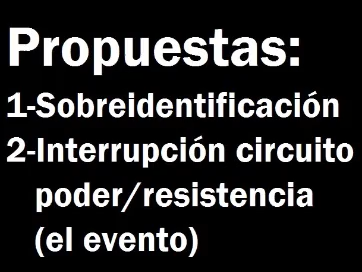 Propuestas:
1-Sobreidentificación
2-Interrupción circuito
poder/resistencia
(el evento)